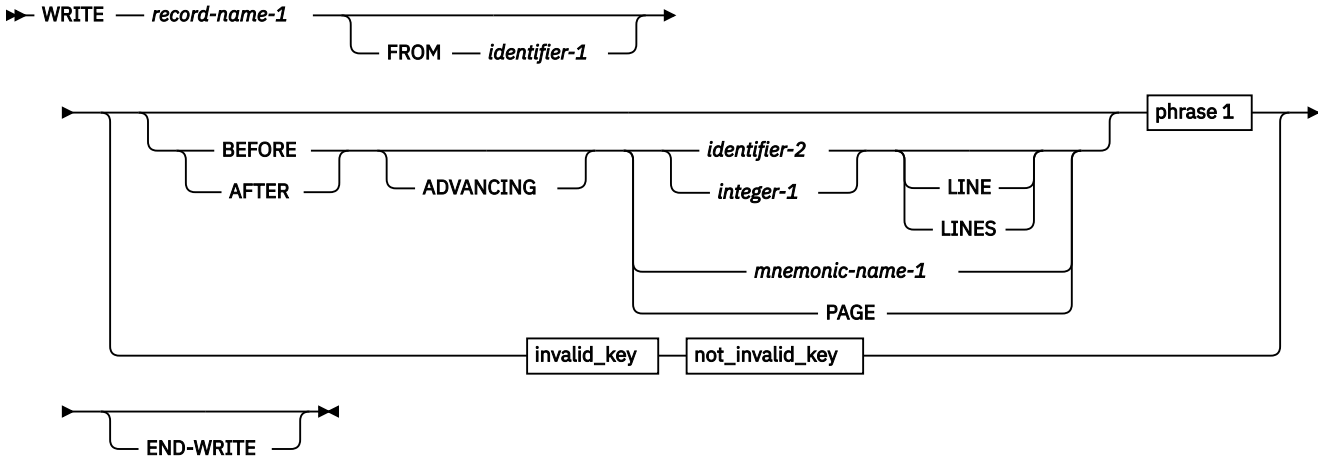 WRITE record-name-1
FROM identifier-1
phrase 1
BEFORE identifier-2
AFTER ADVANCING integer-1 LINE
LINES
mnemonic-name-1
PAGE
invalid_key not_invalid_key
END-WRITE